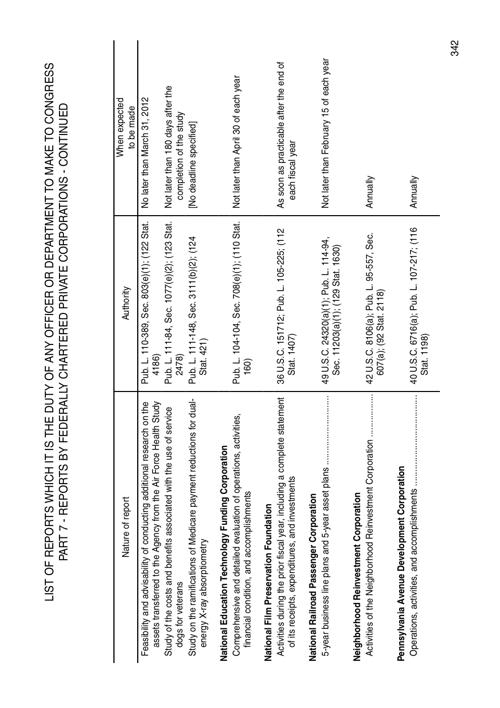 LIST OF REPORTS WHICH IT IS THE DUTY OF ANY OFFICER OR DEPARTMENT TO MAKE TO CONGRESS
PART 7 - REPORTS BY FEDERALLY CHARTERED PRIVATE CORPORATIONS - CONTINUED
Nature of report
Authority
When expected
to be made
Feasibility and advisability of conducting additional research on the
assets transferred to the Agency from the Air Force Health Study
Pub. L. 110-389, Sec. 803(e)(1); (122 Stat.
4186)
No later than March 31, 2012
Study of the costs and benefits associated with the use of service
dogs for veterans
Pub. L. 111-84, Sec. 1077(e)(2); (123 Stat.
2478)
Not later than 180 days after the
completion of the study
Study on the ramifications of Medicare payment reductions for dual-
energy X-ray absorptiometry
Pub. L. 111-148, Sec. 3111(b)(2); (124
Stat. 421)
[No deadline specified]
National Education Technology Funding Corporation
Comprehensive and detailed evaluation of operations, activities,
financial condition, and accomplishments
Pub. L. 104-104, Sec. 708(e)(1); (110 Stat.
160)
Not later than April 30 of each year
National Film Preservation Foundation
Activities during the prior fiscal year, including a complete statement
of its receipts, expenditures, and investments
36 U.S.C. 151712; Pub. L. 105-225; (112
Stat. 1407)
As soon as practicable after the end of
each fiscal year
National Railroad Passenger Corporation
5-year business line plans and 5-year asset plans ............................
49 U.S.C. 24320(a)(1); Pub. L. 114-94,
Sec. 11203(a)(1); (129 Stat. 1630)
Not later than February 15 of each year
Neighborhood Reinvestment Corporation
Activities of the Neighborhood Reinvestment Corporation ..................
42 U.S.C. 8106(a); Pub. L. 95-557, Sec.
607(a); (92 Stat. 2118)
Annually
Pennsylvania Avenue Development Corporation
Operations, activities, and accomplishments ....................................
40 U.S.C. 6716(a); Pub. L. 107-217; (116
Stat. 1198)
Annually
342